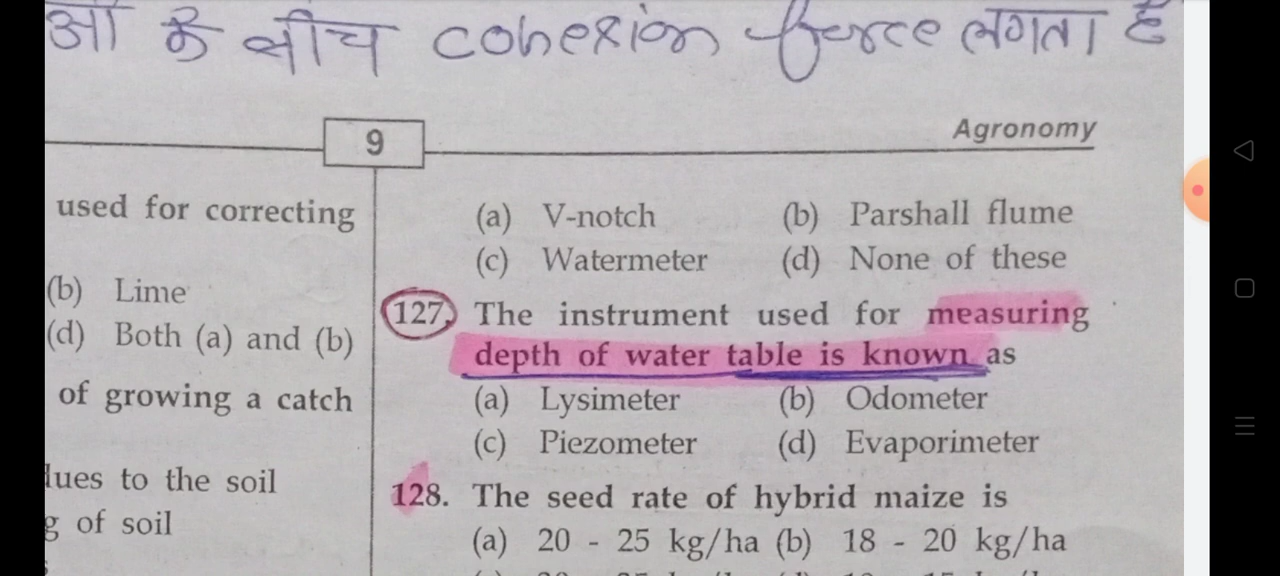 ओं के बीच cohexion force लगता है
9
Agronomy
used for correcting
(b) Lime
(d) Both (a) and (b)
of growing a catch
lues to the soil
g of soil
(a) V-notch (b) Parshall flume
(c) Watermeter (d) None of these
127. The instrument used for measuring
depth of water table is known as
(a) Lysimeter (b) Odometer
(c) Piezometer (d) Evaporimeter
128. The seed rate of hybrid maize is
(a) 20 - 25 kg/ha (b) 18 - 20 kg/ha